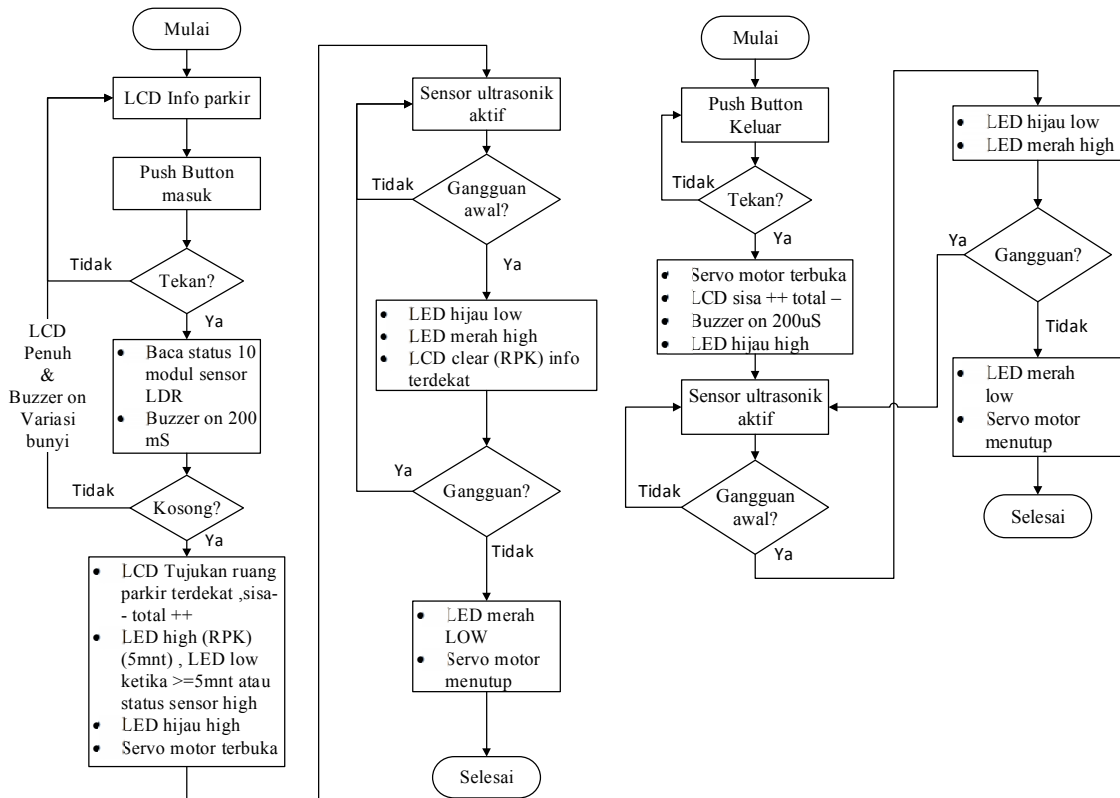 Mulai
LCD Info parkir
Push Button
masuk
Tidak
Tekan?
Ya
LCD
Penuh
&
Buzzer on
Variasi
bunyi
• Baca status 10
modul sensor
LDR
• Buzzer on 200
mS
Tidak
Kosong?
Ya
• LCD Tujukan ruang
parkir terdekat ,sisa-
- total ++
• LED high (RPK)
(5mnt) , LED low
ketika >=5mnt atau
status sensor high
• LED hijau high
• Servo motor terbuka
Sensor ultrasonik
aktif
Tidak
Gangguan
awal?
Ya
• LED hijau low
• LED merah high
• LCD clear (RPK) info
terdekat
Ya
Gangguan?
Tidak
• LED merah
LOW
• Servo motor
menutup
Selesai
Mulai
Push Button
Keluar
Tidak
Tekan?
Ya
• Servo motor terbuka
• LCD sisa ++ total –
• Buzzer on 200uS
• LED hijau high
Sensor ultrasonik
aktif
Tidak
Gangguan
awal?
Ya
• LED hijau low
• LED merah high
Ya
Gangguan?
Tidak
• LED merah
low
• Servo motor
menutup
Selesai